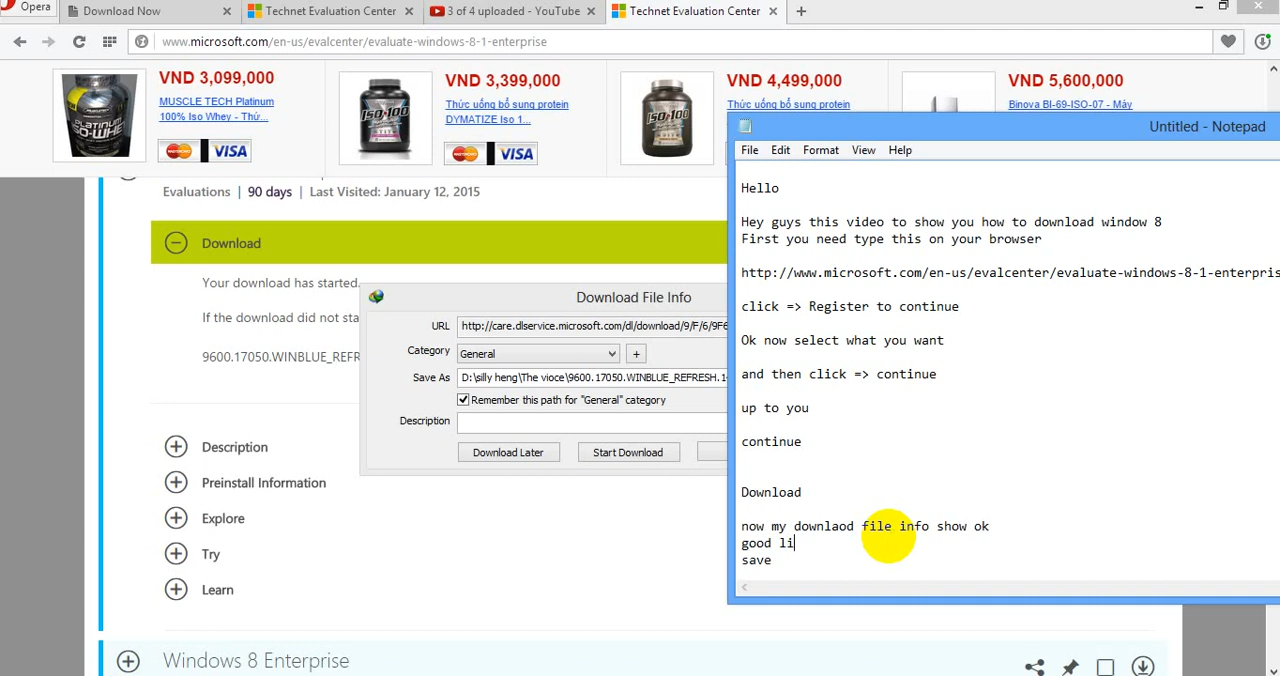 Opera
Download Now
Technet Evaluation Center
3 of 4 uploaded - YouTube
Technet Evaluation Center
www.microsoft.com/en-us/evalcenter/evaluate-windows-8-1-enterprise
VND 3,099,000
MUSCLE TECH Platinum
100% Iso Whey - Thứ...
MasterCard VISA
VND 3,399,000
Thức uống bổ sung protein
DYMATIZE Iso 1...
MasterCard VISA
VND 4,499,000
Thức uống bổ sung protein
VND 5,600,000
Binova BI-69-ISO-07 - Máy
Evaluations | 90 days | Last Visited: January 12, 2015
Download
Your download has started.
If the download did not sta
9600.17050.WINBLUE_REFR
Description
Preinstall Information
Explore
Try
Learn
Windows 8 Enterprise
Download File Info
URL
http://care.dlservice.microsoft.com/dl/download/9/F/6/9F6
Category
General
Save As
D:\silly heng\The vioce\9600.17050.WINBLUE_REFRESH.1
Remember this path for "General" category
Description
Download Later
Start Download
Untitled - Notepad
File Edit Format View Help
Hello
Hey guys this video to show you how to download window 8
First you need type this on your browser
http://www.microsoft.com/en-us/evalcenter/evaluate-windows-8-1-enterpris
click => Register to continue
Ok now select what you want
and then click => continue
up to you
continue
Download
now my downlaod file info show ok
good li
save